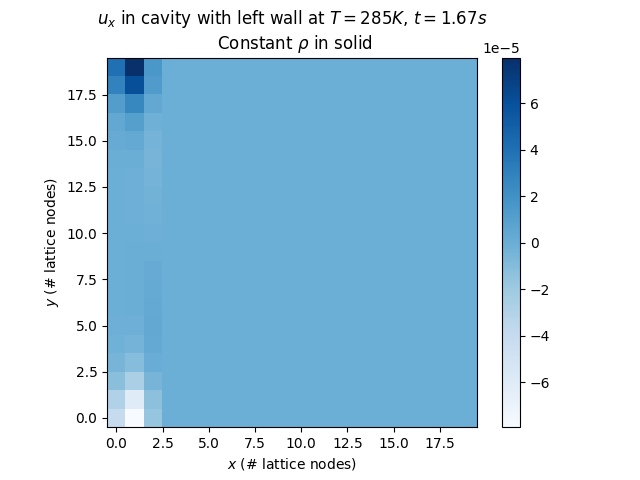 u_x in cavity with left wall at T = 285K, t = 1.67s
Constant ρ in solid
1e−5
17.5
15.0
12.5
10.0
7.5
5.0
2.5
0.0
y (# lattice nodes)
0.0 2.5 5.0 7.5 10.0 12.5 15.0 17.5
x (# lattice nodes)
6
4
2
0
−2
−4
−6